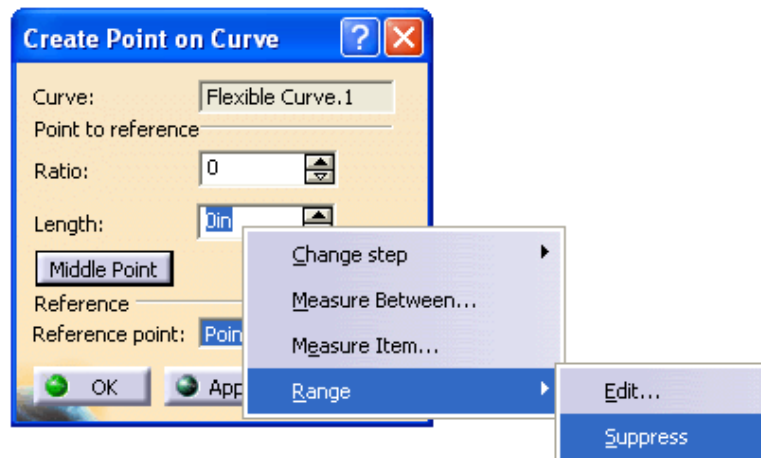 Create Point on Curve
Curve: Flexible Curve.1
Point to reference
Ratio: 0
Length: 0in
Middle Point
Reference
Reference point: Poin
OK App
Change step
Measure Between...
Measure Item...
Range
Edit...
Suppress